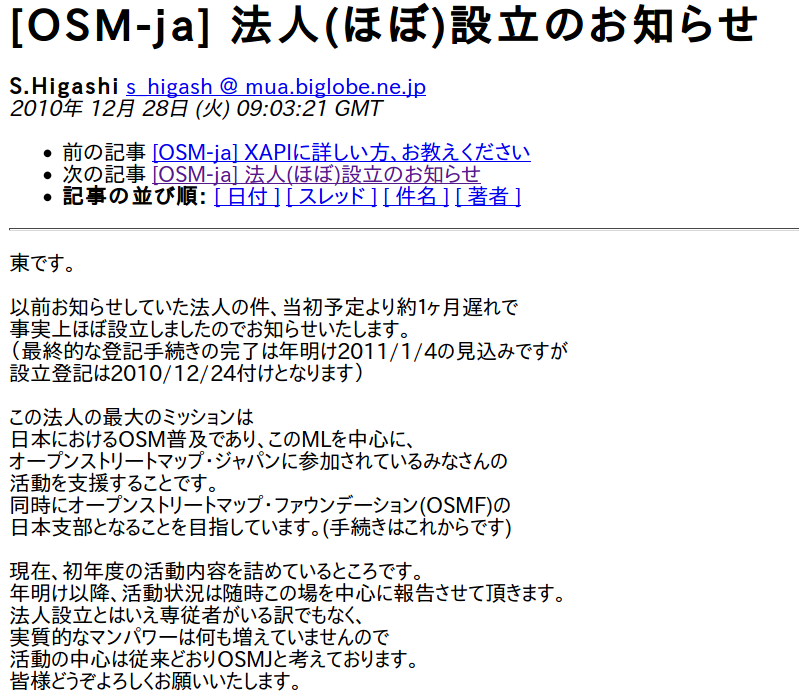 [OSM-ja] 法人(ほぼ)設立のお知らせ
S.Higashi s_higash @ mua.biglobe.ne.jp
2010年 12月 28日 (火) 09:03:21 GMT
前の記事 [OSM-ja] XAPIに詳しい方、お教えください
次の記事 [OSM-ja] 法人(ほぼ)設立のお知らせ
記事の並び順: [ 日付 ] [ スレッド ] [ 件名 ] [ 著者 ]
東です。
以前お知らせしていた法人の件、当初予定より約1ヶ月遅れで
事実上ほぼ設立しましたのでお知らせいたします。
（最終的な登記手続きの完了は年明け2011/1/4の見込みですが
設立登記は2010/12/24付けとなります）
この法人の最大のミッションは
日本におけるOSM普及であり、このMLを中心に、
オープンストリートマップ・ジャパンに参加されているみなさんの
活動を支援することです。
同時にオープンストリートマップ・ファウンデーション(OSMF)の
日本支部となることを目指しています。(手続きはこれからです)
現在、初年度の活動内容を詰めているところです。
年明け以降、活動状況は随時この場を中心に報告させて頂きます。
法人設立とはいえ専従者がいる訳でもなく、
実質的なマンパワーは何も増えていませんので
活動の中心は従来どおりOSMJと考えております。
皆様どうぞよろしくお願いいたします。